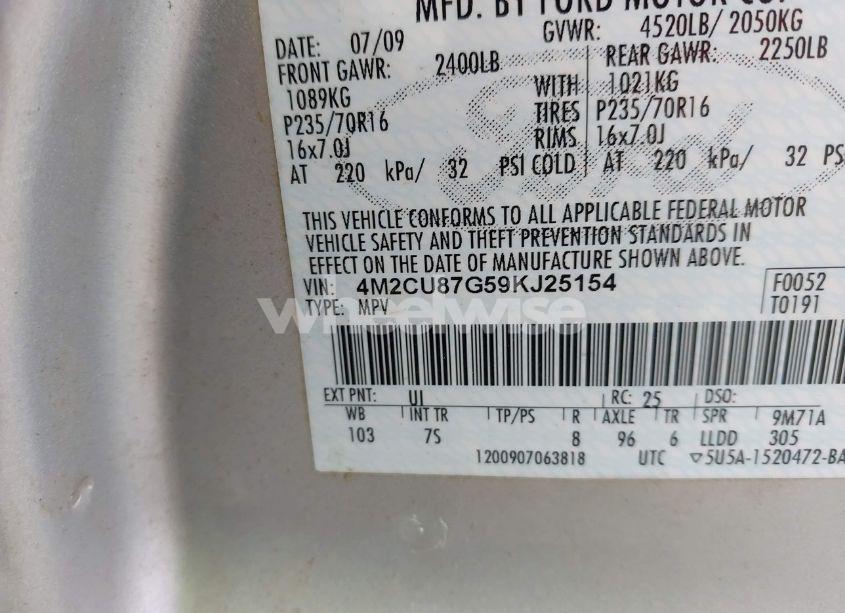 MFD. BY FORD MOTOR CO.
DATE: 07/09 GVWR: 4520LB/ 2050KG
FRONT GAWR: 2400LB REAR GAWR: 2250LB
1089KG WITH 1021KG
P235/70R16 TIRES P235/70R16
16x7.0J RIMS 16x7.0J
AT 220 kPa/ 32 PSI COLD AT 220 kPa/ 32 PS
THIS VEHICLE CONFORMS TO ALL APPLICABLE FEDERAL MOTOR
VEHICLE SAFETY AND THEFT PREVENTION STANDARDS IN
EFFECT ON THE DATE OF MANUFACTURE SHOWN ABOVE.
VIN: 4M2CU87G59KJ25154 F0052
TYPE: MPV T0191
wheelwise
EXT PNT: UI RC: 25 DSO:
WB INT TR TP/PS R AXLE TR SPR 9M71A
103 7S 8 96 6 LLDD 305
1200907063818 UTC ▽5U5A-1520472-BA
Ford